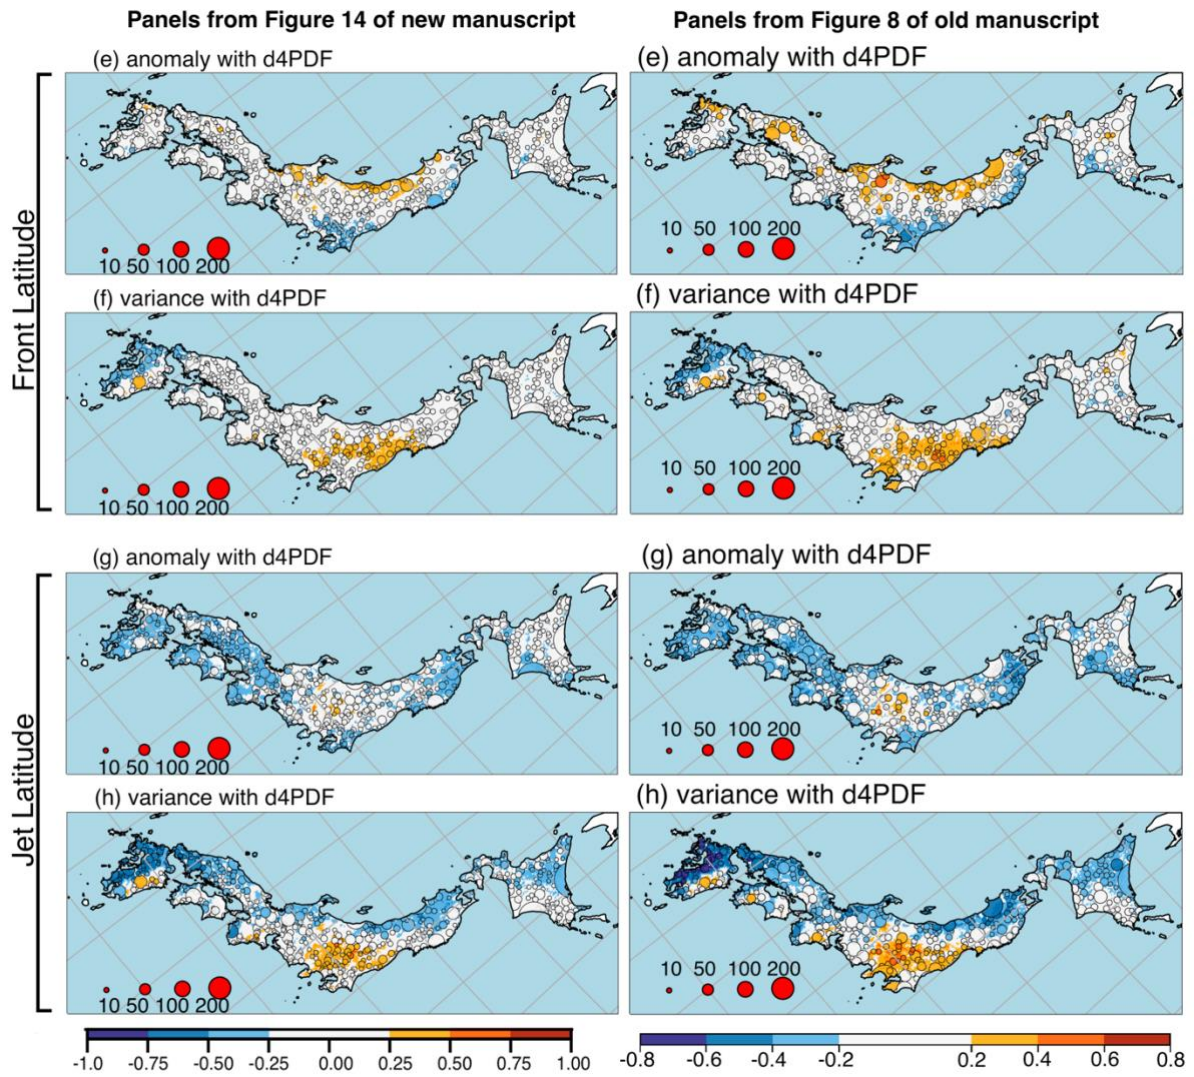 Panels from Figure 14 of new manuscript
Panels from Figure 8 of old manuscript
Front Latitude
(e) anomaly with d4PDF
10 50 100 200
(e) anomaly with d4PDF
10 50 100 200
(f) variance with d4PDF
10 50 100 200
(f) variance with d4PDF
10 50 100 200
Jet Latitude
(g) anomaly with d4PDF
10 50 100 200
(g) anomaly with d4PDF
10 50 100 200
(h) variance with d4PDF
10 50 100 200
(h) variance with d4PDF
10 50 100 200
-1.0 -0.75 -0.50 -0.25 0.00 0.25 0.50 0.75 1.00
-0.8 -0.6 -0.4 -0.2 0.2 0.4 0.6 0.8